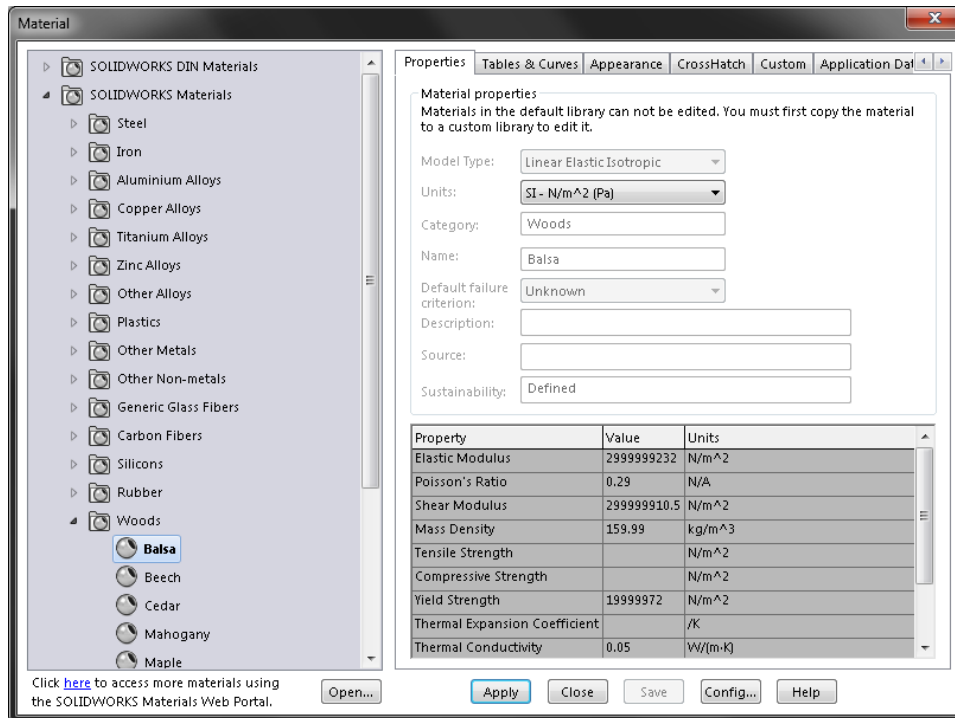 Material
SOLIDWORKS DIN Materials
SOLIDWORKS Materials
Steel
Iron
Aluminium Alloys
Copper Alloys
Titanium Alloys
Zinc Alloys
Other Alloys
Plastics
Other Metals
Other Non-metals
Generic Glass Fibers
Carbon Fibers
Silicons
Rubber
Woods
Balsa
Beech
Cedar
Mahogany
Maple
Click here to access more materials using
the SOLIDWORKS Materials Web Portal.
Open...
Properties Tables & Curves Appearance CrossHatch Custom Application Dat
Material properties
Materials in the default library can not be edited. You must first copy the material
to a custom library to edit it.
Model Type: Linear Elastic Isotropic
Units: SI - N/m^2 (Pa)
Category: Woods
Name: Balsa
Default failure
criterion: Unknown
Description:
Source:
Sustainability: Defined
Property Value Units
Elastic Modulus 2999999232 N/m^2
Poisson's Ratio 0.29 N/A
Shear Modulus 299999910.5 N/m^2
Mass Density 159.99 kg/m^3
Tensile Strength N/m^2
Compressive Strength N/m^2
Yield Strength 19999972 N/m^2
Thermal Expansion Coefficient /K
Thermal Conductivity 0.05 W/(m·K)
Apply Close Save Config... Help